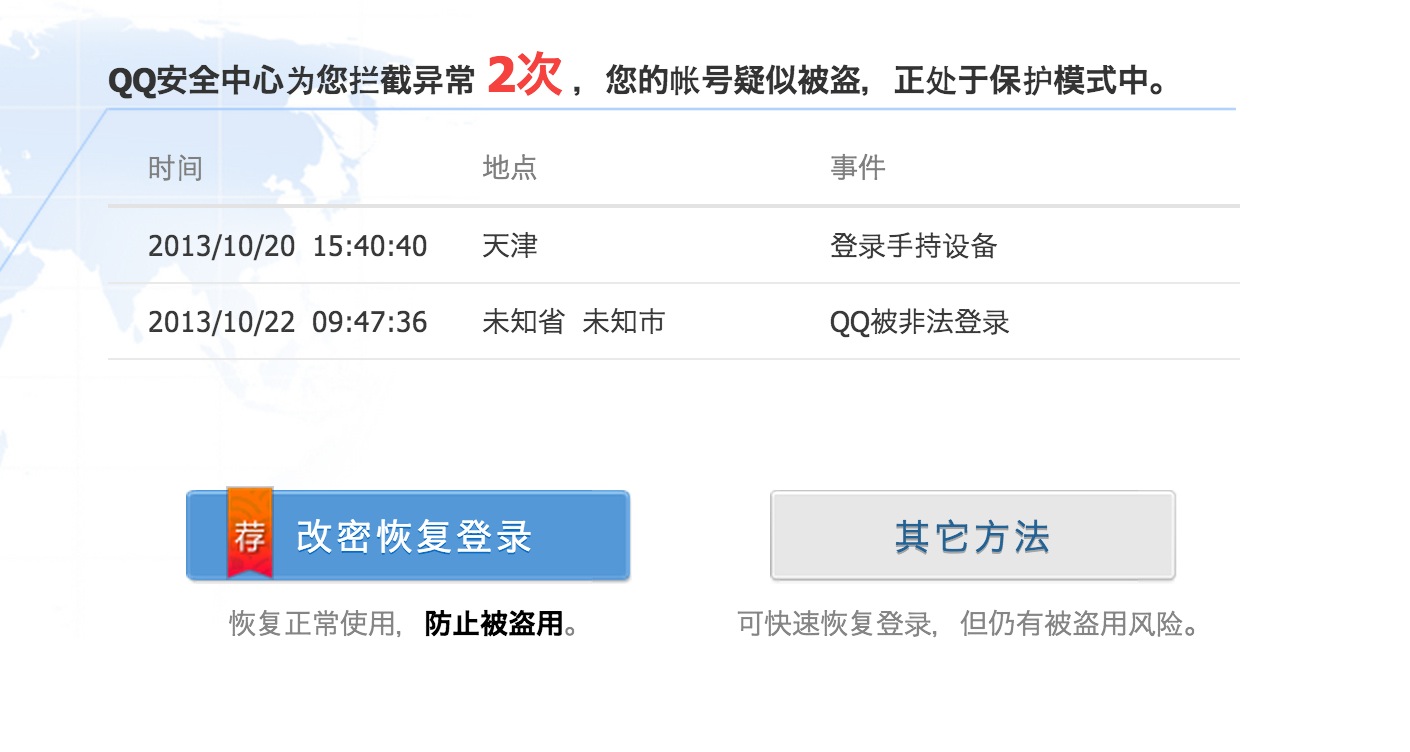 QQ安全中心为您拦截异常 2次 ，您的帐号疑似被盗，正处于保护模式中。
时间 地点 事件
2013/10/20 15:40:40 天津 登录手持设备
2013/10/22 09:47:36 未知省 未知市 QQ被非法登录
荐 改密恢复登录 其它方法
恢复正常使用，防止被盗用。 可快速恢复登录，但仍有被盗用风险。